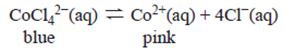 CoCl₄²⁻(aq) ⇌ Co²⁺(aq) + 4Cl⁻(aq)
blue pink